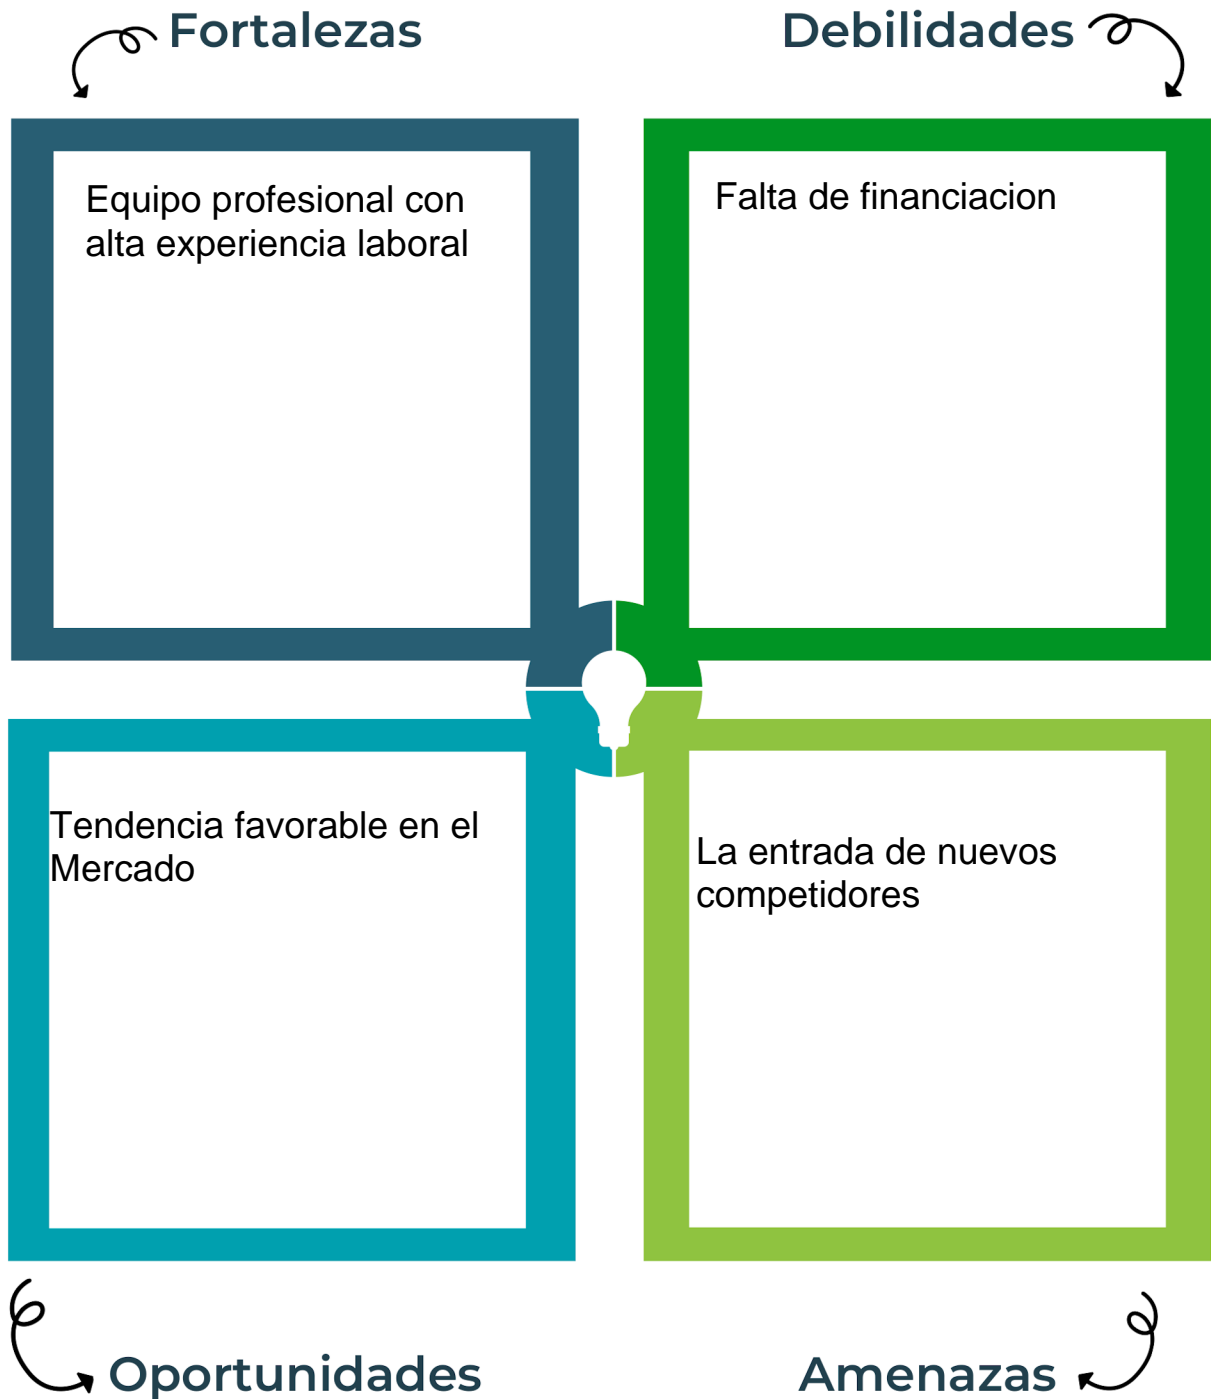 Fortalezas
Debilidades
Equipo profesional con
alta experiencia laboral
Falta de financiacion
Tendencia favorable en el
Mercado
La entrada de nuevos
competidores
Oportunidades
Amenazas